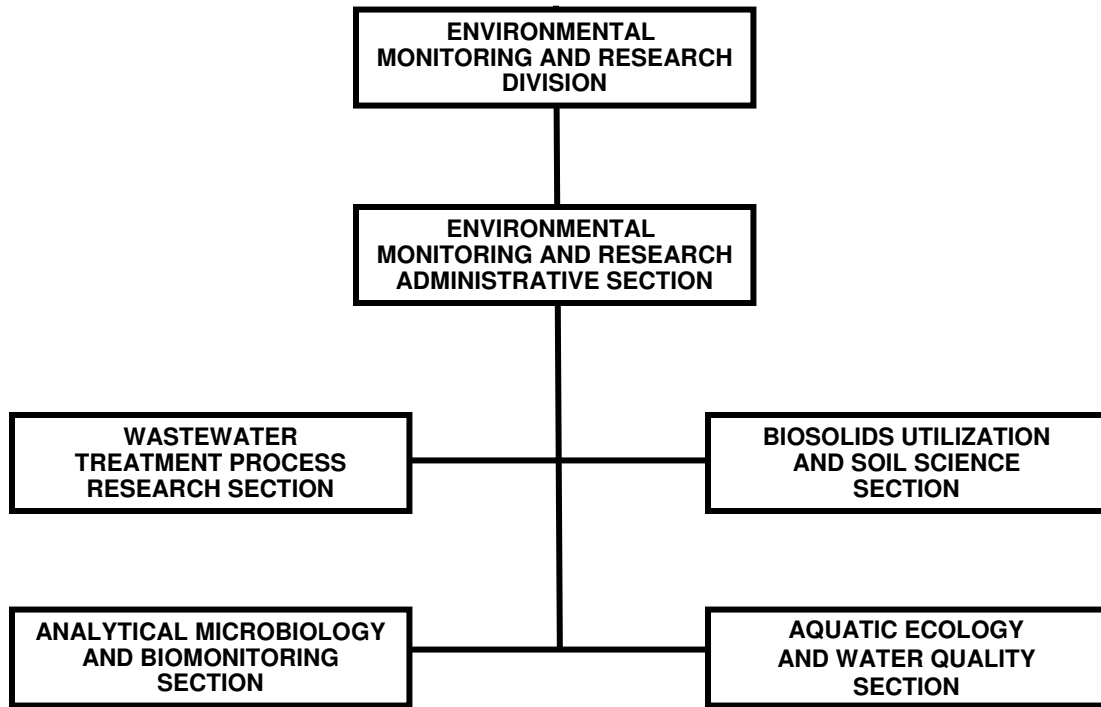 ENVIRONMENTAL
MONITORING AND RESEARCH
DIVISION
ENVIRONMENTAL
MONITORING AND RESEARCH
ADMINISTRATIVE SECTION
WASTEWATER
TREATMENT PROCESS
RESEARCH SECTION
BIOSOLIDS UTILIZATION
AND SOIL SCIENCE
SECTION
ANALYTICAL MICROBIOLOGY
AND BIOMONITORING
SECTION
AQUATIC ECOLOGY
AND WATER QUALITY
SECTION